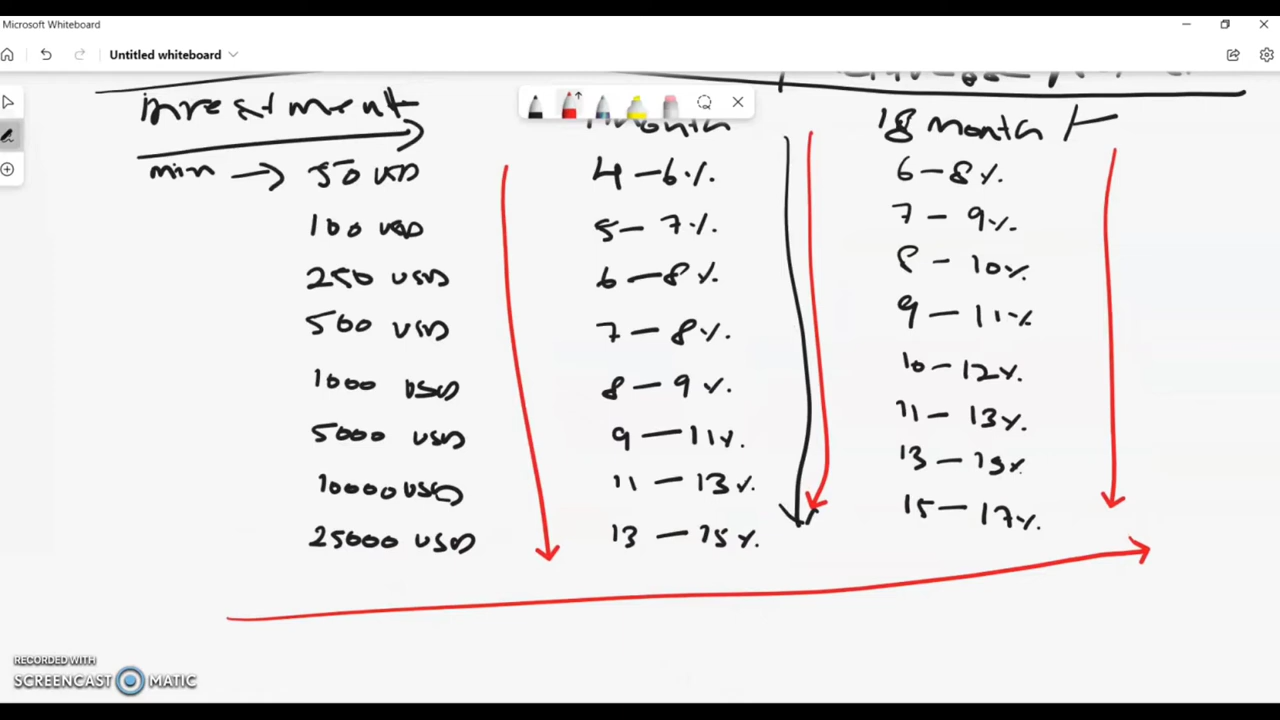 Microsoft Whiteboard
Untitled whiteboard
investment month 18 month
min → 50 USD 4 – 6% 6 – 8%
100 USD 5 – 7% 7 – 9%
250 USD 6 – 8% 8 – 10%
500 USD 7 – 8% 9 – 11%
1000 USD 8 – 9% 10 – 12%
5000 USD 9 – 11% 11 – 13%
10000 USD 11 – 13% 13 – 15%
25000 USD 13 – 15% 15 – 17%
RECORDED WITH
SCREENCAST MATIC